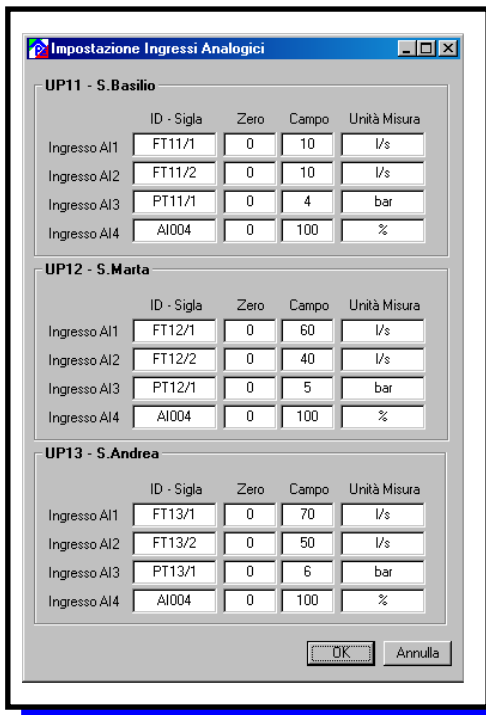 Impostazione Ingressi Analogici
UP11 - S.Basilio
ID - Sigla Zero Campo Unità Misura
Ingresso AI1 FT11/1 0 10 l/s
Ingresso AI2 FT11/2 0 10 l/s
Ingresso AI3 PT11/1 0 4 bar
Ingresso AI4 AI004 0 100 %
UP12 - S.Marta
ID - Sigla Zero Campo Unità Misura
Ingresso AI1 FT12/1 0 60 l/s
Ingresso AI2 FT12/2 0 40 l/s
Ingresso AI3 PT12/1 0 5 bar
Ingresso AI4 AI004 0 100 %
UP13 - S.Andrea
ID - Sigla Zero Campo Unità Misura
Ingresso AI1 FT13/1 0 70 l/s
Ingresso AI2 FT13/2 0 50 l/s
Ingresso AI3 PT13/1 0 6 bar
Ingresso AI4 AI004 0 100 %
OK Annulla